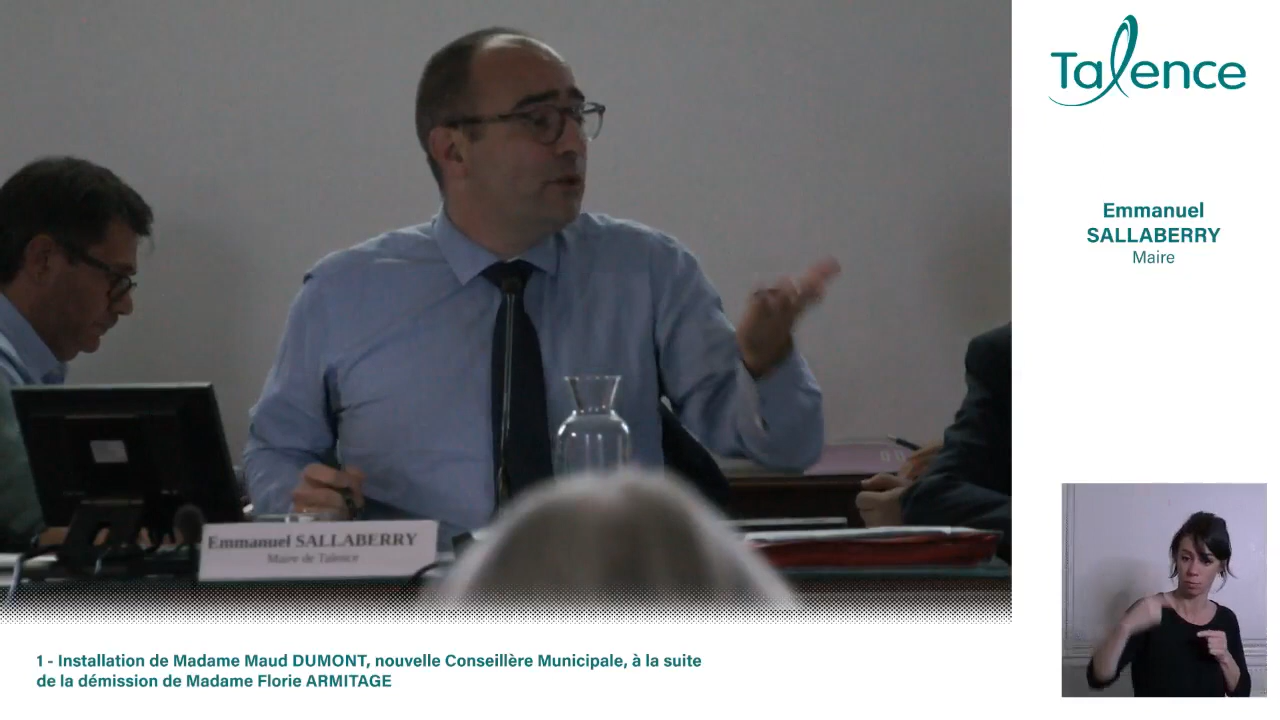 Talence
Emmanuel
SALLABERRY
Maire
Emmanuel SALLABERRY
Maire de Talence
1 - Installation de Madame Maud DUMONT, nouvelle Conseillère Municipale, à la suite
de la démission de Madame Florie ARMITAGE